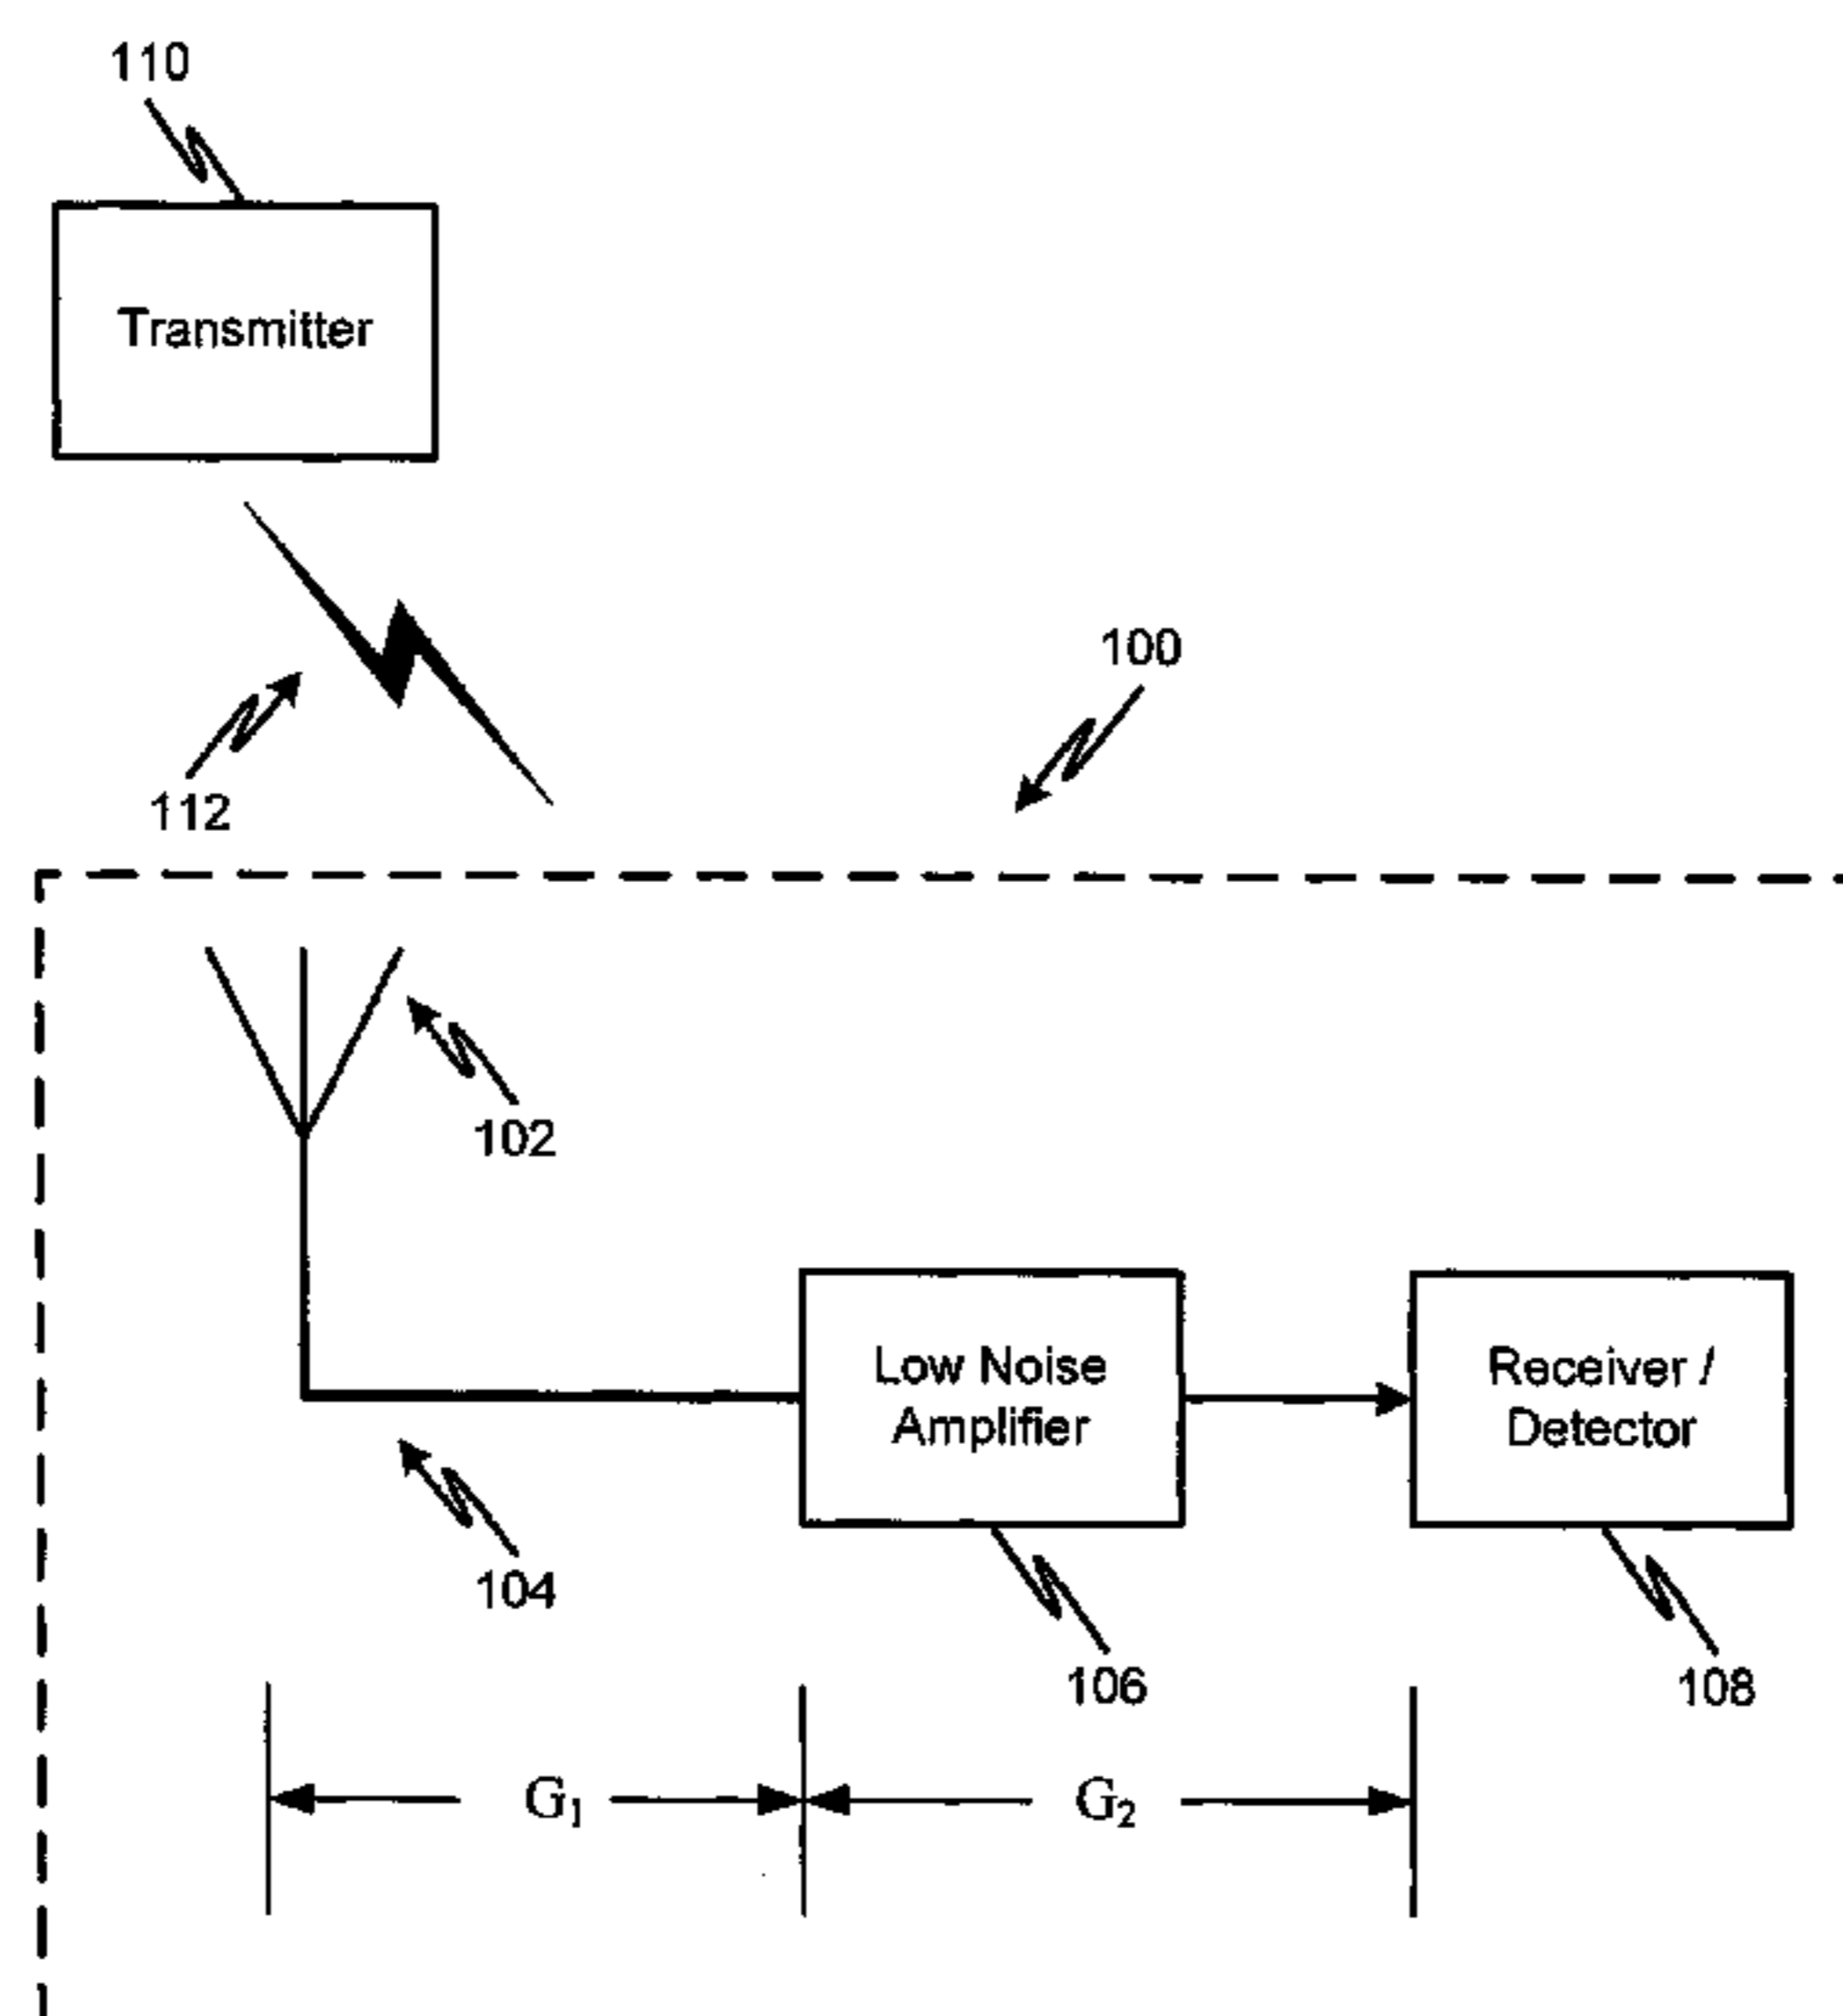 110
Transmitter
100
112
102
Low Noise
Amplifier
Receiver /
Detector
104
106
108
G₁
G₂